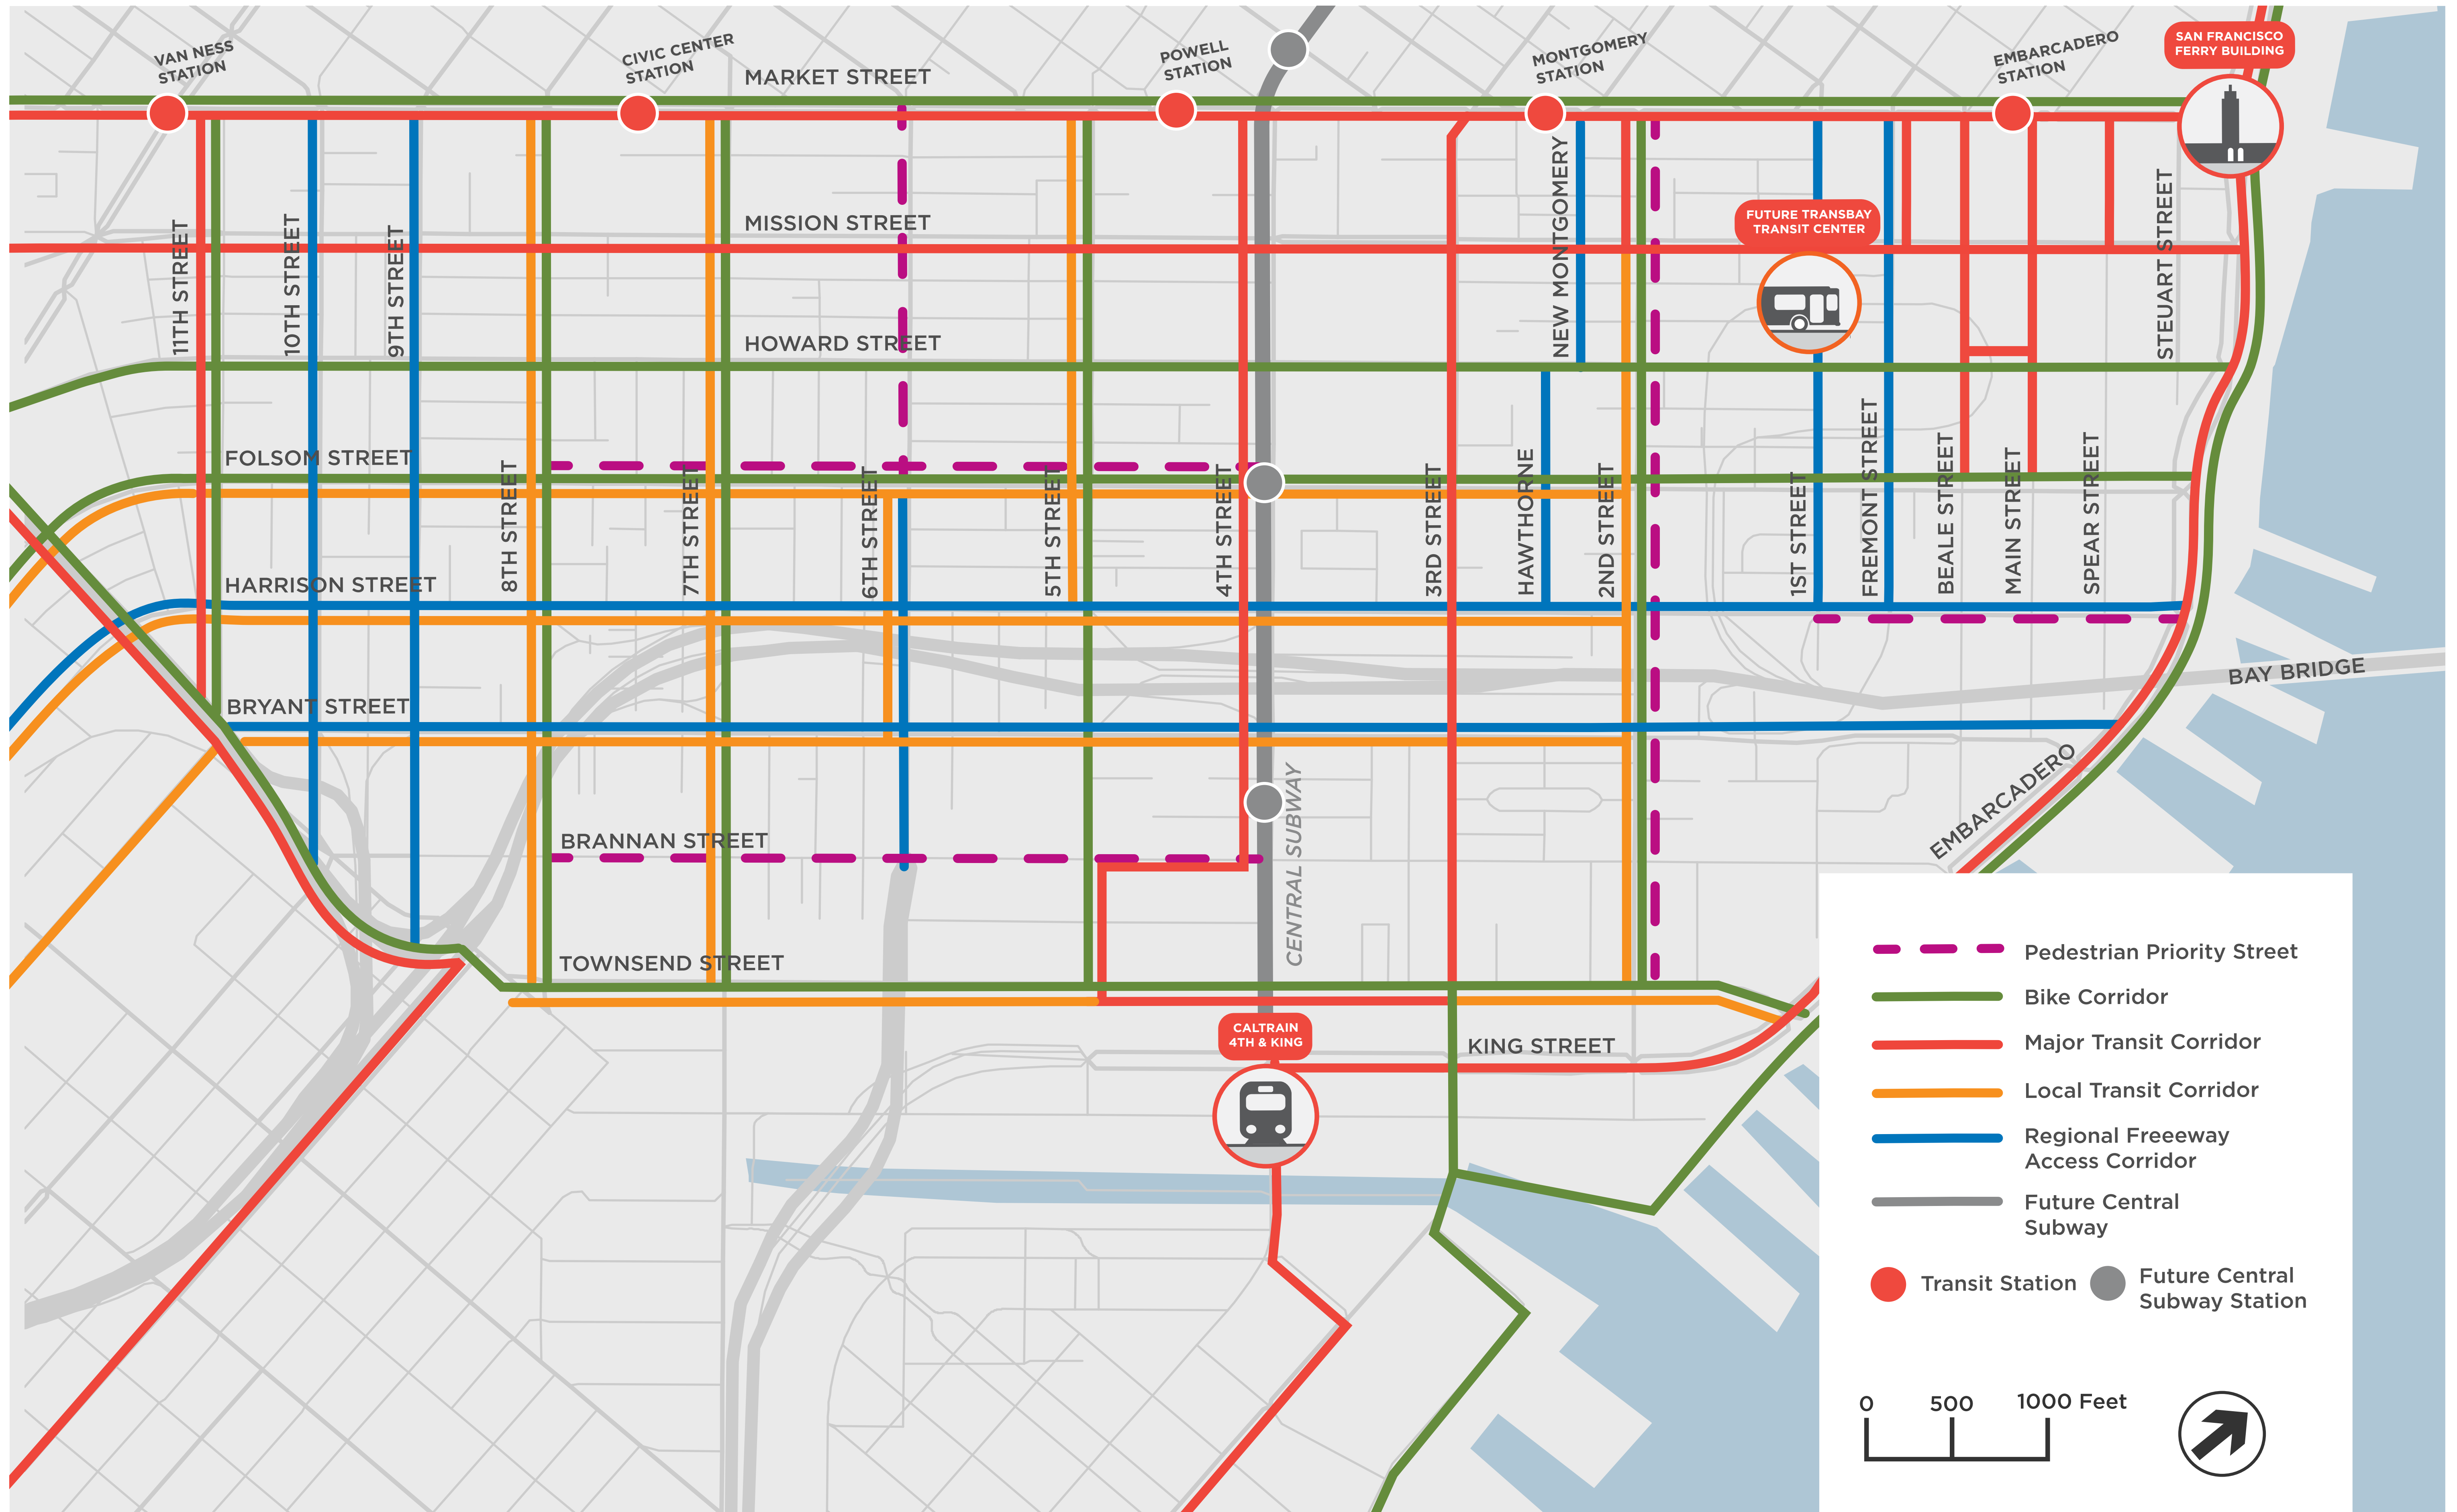 VAN NESS
STATION
CIVIC CENTER
STATION
MARKET STREET
POWELL
STATION
MONTGOMERY
STATION
EMBARCADERO
STATION
SAN FRANCISCO
FERRY BUILDING
MISSION STREET
FUTURE TRANSBAY
TRANSIT CENTER
11TH STREET
10TH STREET
9TH STREET
HOWARD STREET
NEW MONTGOMERY
STEUART STREET
FOLSOM STREET
8TH STREET
7TH STREET
6TH STREET
5TH STREET
4TH STREET
3RD STREET
HAWTHORNE
2ND STREET
1ST STREET
FREMONT STREET
BEALE STREET
MAIN STREET
SPEAR STREET
HARRISON STREET
BAY BRIDGE
BRYANT STREET
EMBARCADERO
CENTRAL SUBWAY
BRANNAN STREET
TOWNSEND STREET
CALTRAIN
4TH & KING
KING STREET
Pedestrian Priority Street
Bike Corridor
Major Transit Corridor
Local Transit Corridor
Regional Freeeway
Access Corridor
Future Central
Subway
Transit Station
Future Central
Subway Station
0 500 1000 Feet